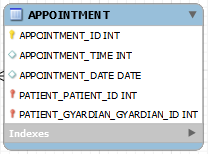 APPOINTMENT
APPOINTMENT_ID INT
APPOINTMENT_TIME INT
APPOINTMENT_DATE DATE
PATIENT_PATIENT_ID INT
PATIENT_GYARDIAN_GYARDIAN_ID INT
Indexes